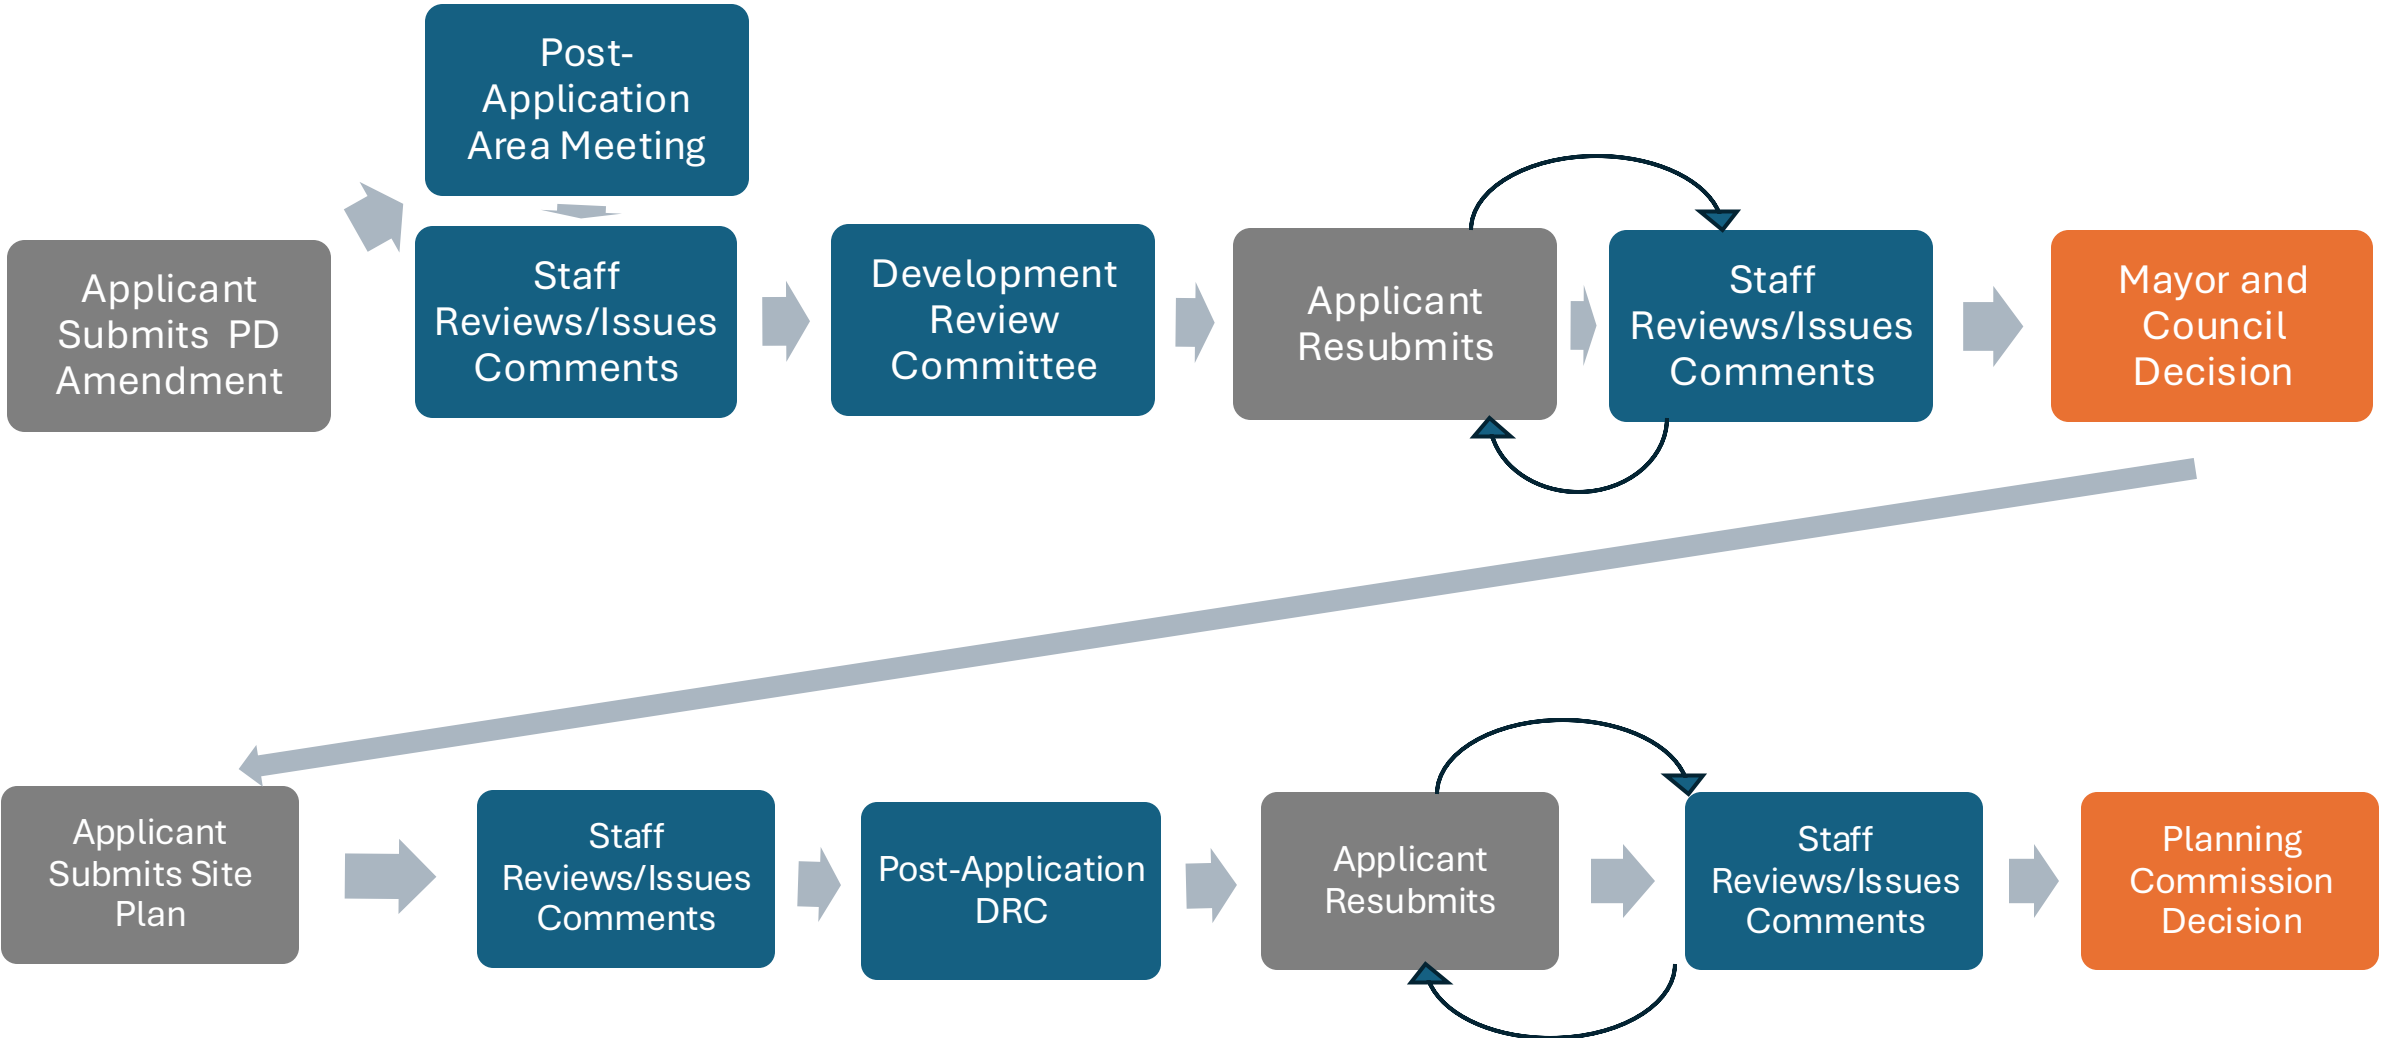 Post-
Application
Area Meeting
Applicant
Submits PD
Amendment
Staff
Reviews/Issues
Comments
Development
Review
Committee
Applicant
Resubmits
Staff
Reviews/Issues
Comments
Mayor and
Council
Decision
Applicant
Submits Site
Plan
Staff
Reviews/Issues
Comments
Post-Application
DRC
Applicant
Resubmits
Staff
Reviews/Issues
Comments
Planning
Commission
Decision